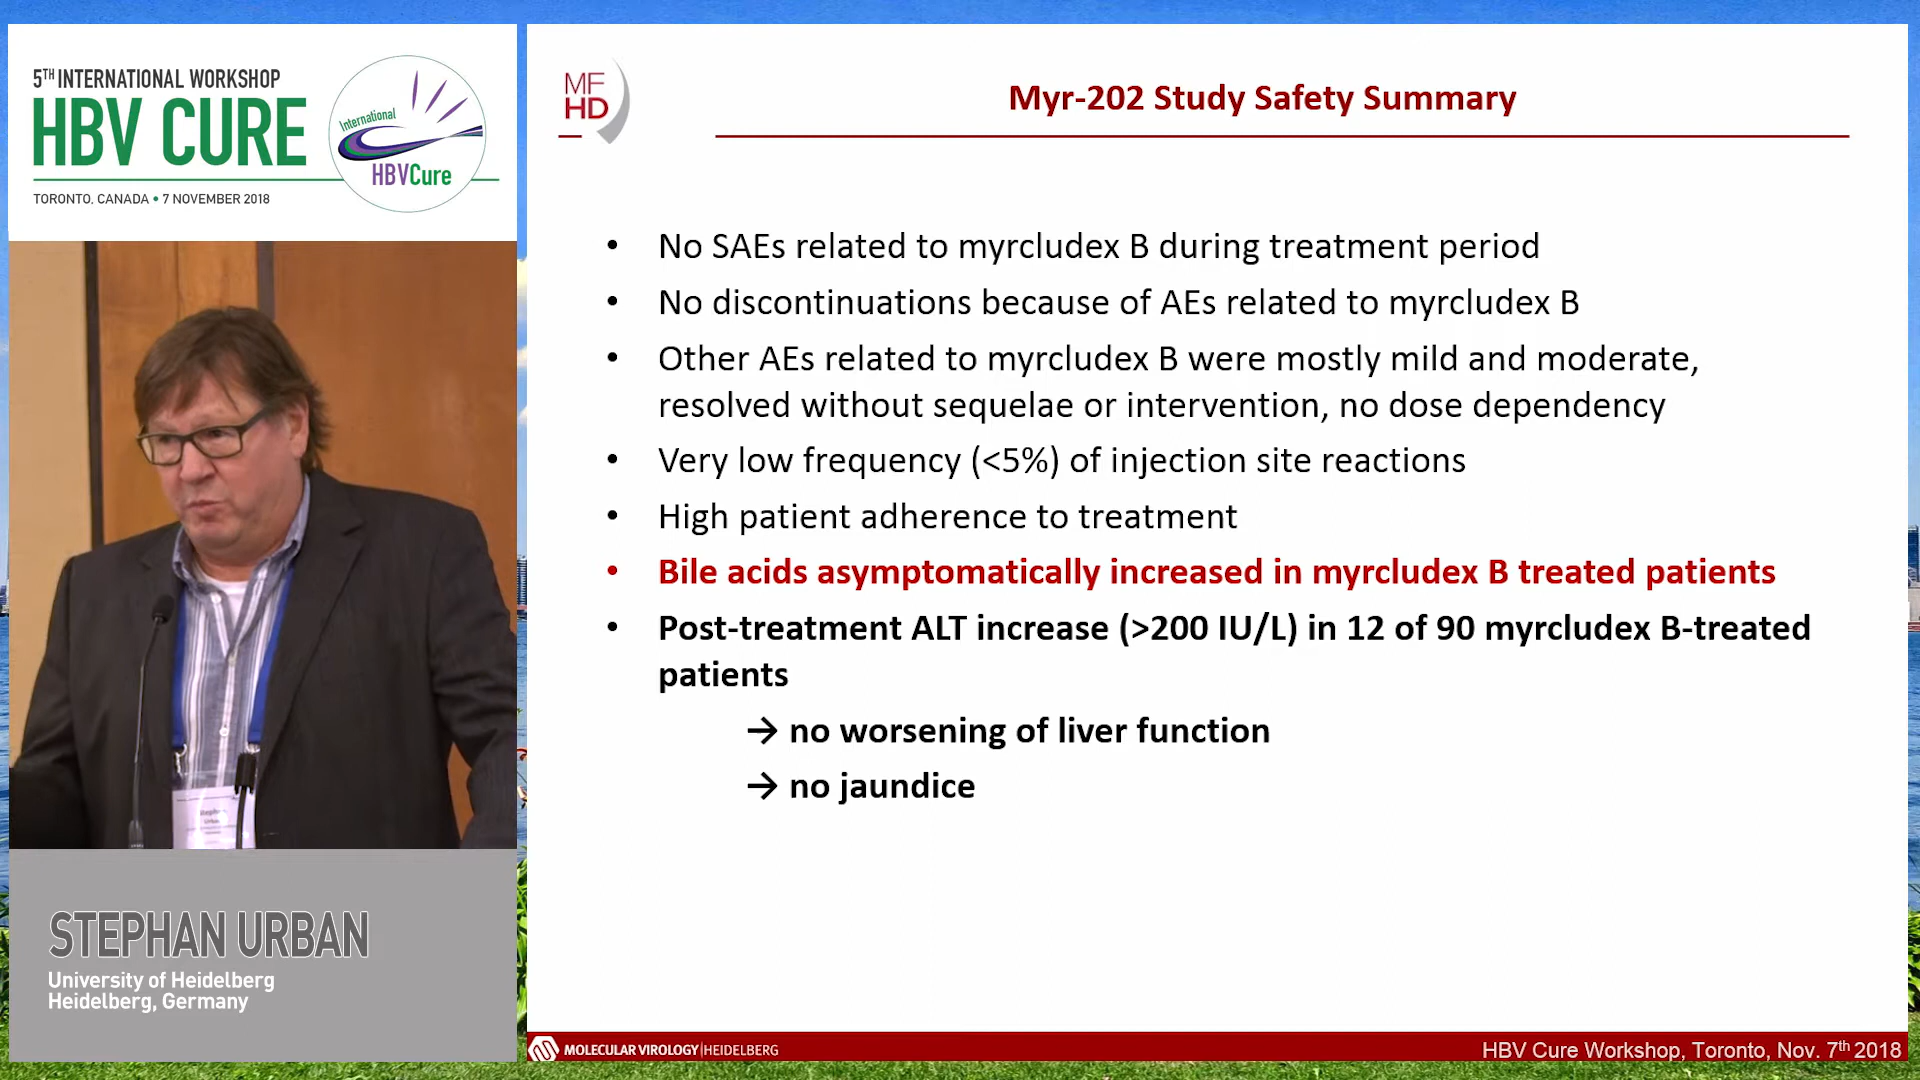 5TH INTERNATIONAL WORKSHOP
HBV CURE
TORONTO, CANADA • 7 NOVEMBER 2018
International
HBVCure
STEPHAN URBAN
University of Heidelberg
Heidelberg, Germany
MF
HD
Myr-202 Study Safety Summary
• No SAEs related to myrcludex B during treatment period
• No discontinuations because of AEs related to myrcludex B
• Other AEs related to myrcludex B were mostly mild and moderate,
resolved without sequelae or intervention, no dose dependency
• Very low frequency (<5%) of injection site reactions
• High patient adherence to treatment
• Bile acids asymptomatically increased in myrcludex B treated patients
• Post-treatment ALT increase (>200 IU/L) in 12 of 90 myrcludex B-treated
patients
→ no worsening of liver function
→ no jaundice
MOLECULAR VIROLOGY|HEIDELBERG
HBV Cure Workshop, Toronto, Nov. 7th 2018